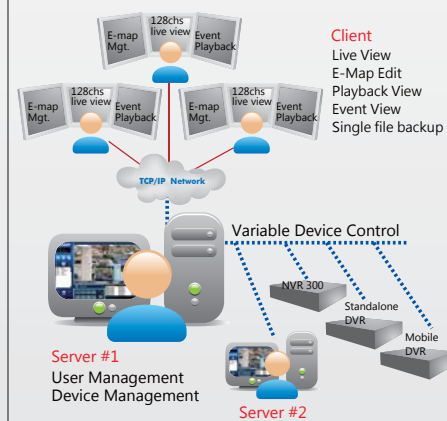 E-map
Mgt.
128chs
live view
Event
Playback
Client
Live View
E-Map Edit
Playback View
Event View
Single file backup
E-map
Mgt.
128chs
live view
Event
Playback
E-map
Mgt.
128chs
live view
Event
Playback
TCP/IP Network
Variable Device Control
NVR 300
Standalone
DVR
Mobile
DVR
Server #1
User Management
Device Management
Server #2